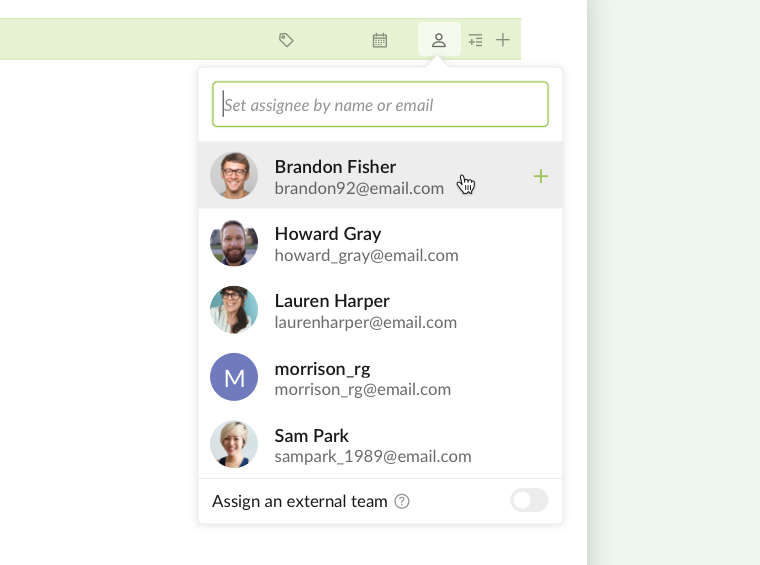 Set assignee by name or email
Brandon Fisher
brandon92@email.com
Howard Gray
howard_gray@email.com
Lauren Harper
laurenharper@email.com
M
morrison_rg
morrison_rg@email.com
Sam Park
sampark_1989@email.com
Assign an external team ?